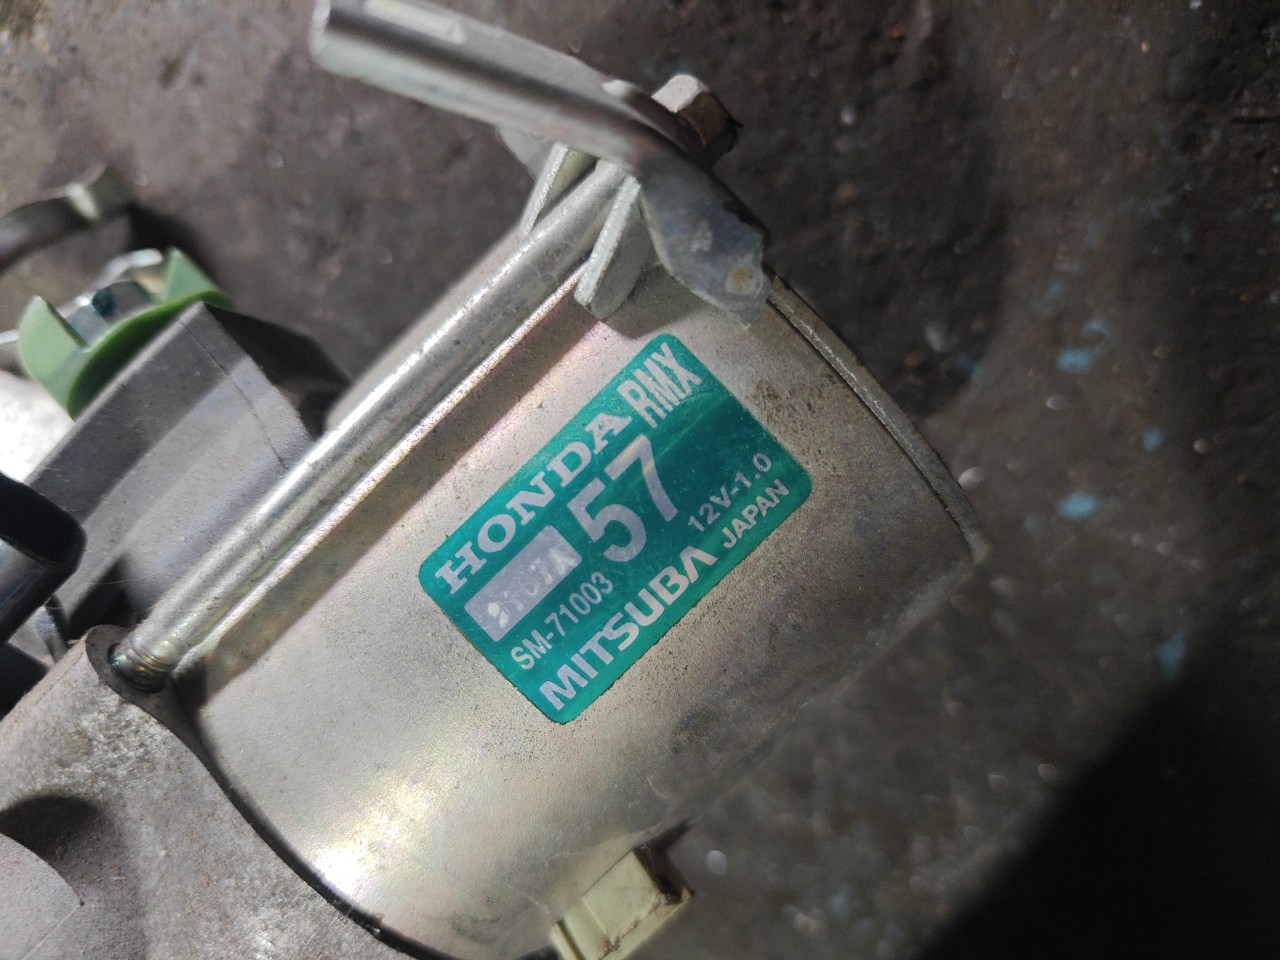 HONDA RMX
57
SM-71003
12V-1.0
MITSUBA JAPAN